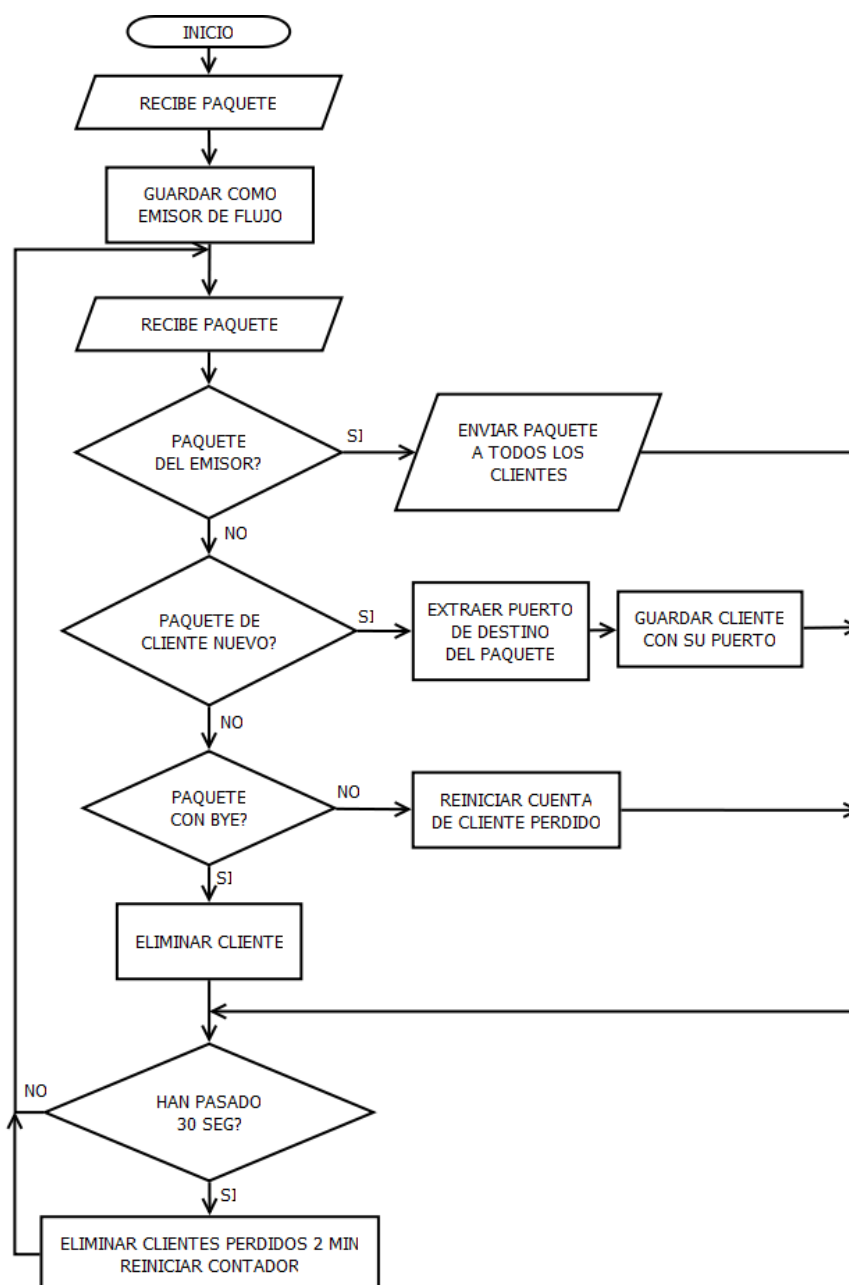 INICIO
RECIBE PAQUETE
GUARDAR COMO
EMISOR DE FLUJO
RECIBE PAQUETE
PAQUETE
DEL EMISOR?
SI
ENVIAR PAQUETE
A TODOS LOS
CLIENTES
NO
PAQUETE DE
CLIENTE NUEVO?
SI
EXTRAER PUERTO
DE DESTINO
DEL PAQUETE
GUARDAR CLIENTE
CON SU PUERTO
NO
PAQUETE
CON BYE?
NO
REINICIAR CUENTA
DE CLIENTE PERDIDO
SI
ELIMINAR CLIENTE
NO
HAN PASADO
30 SEG?
SI
ELIMINAR CLIENTES PERDIDOS 2 MIN
REINICIAR CONTADOR